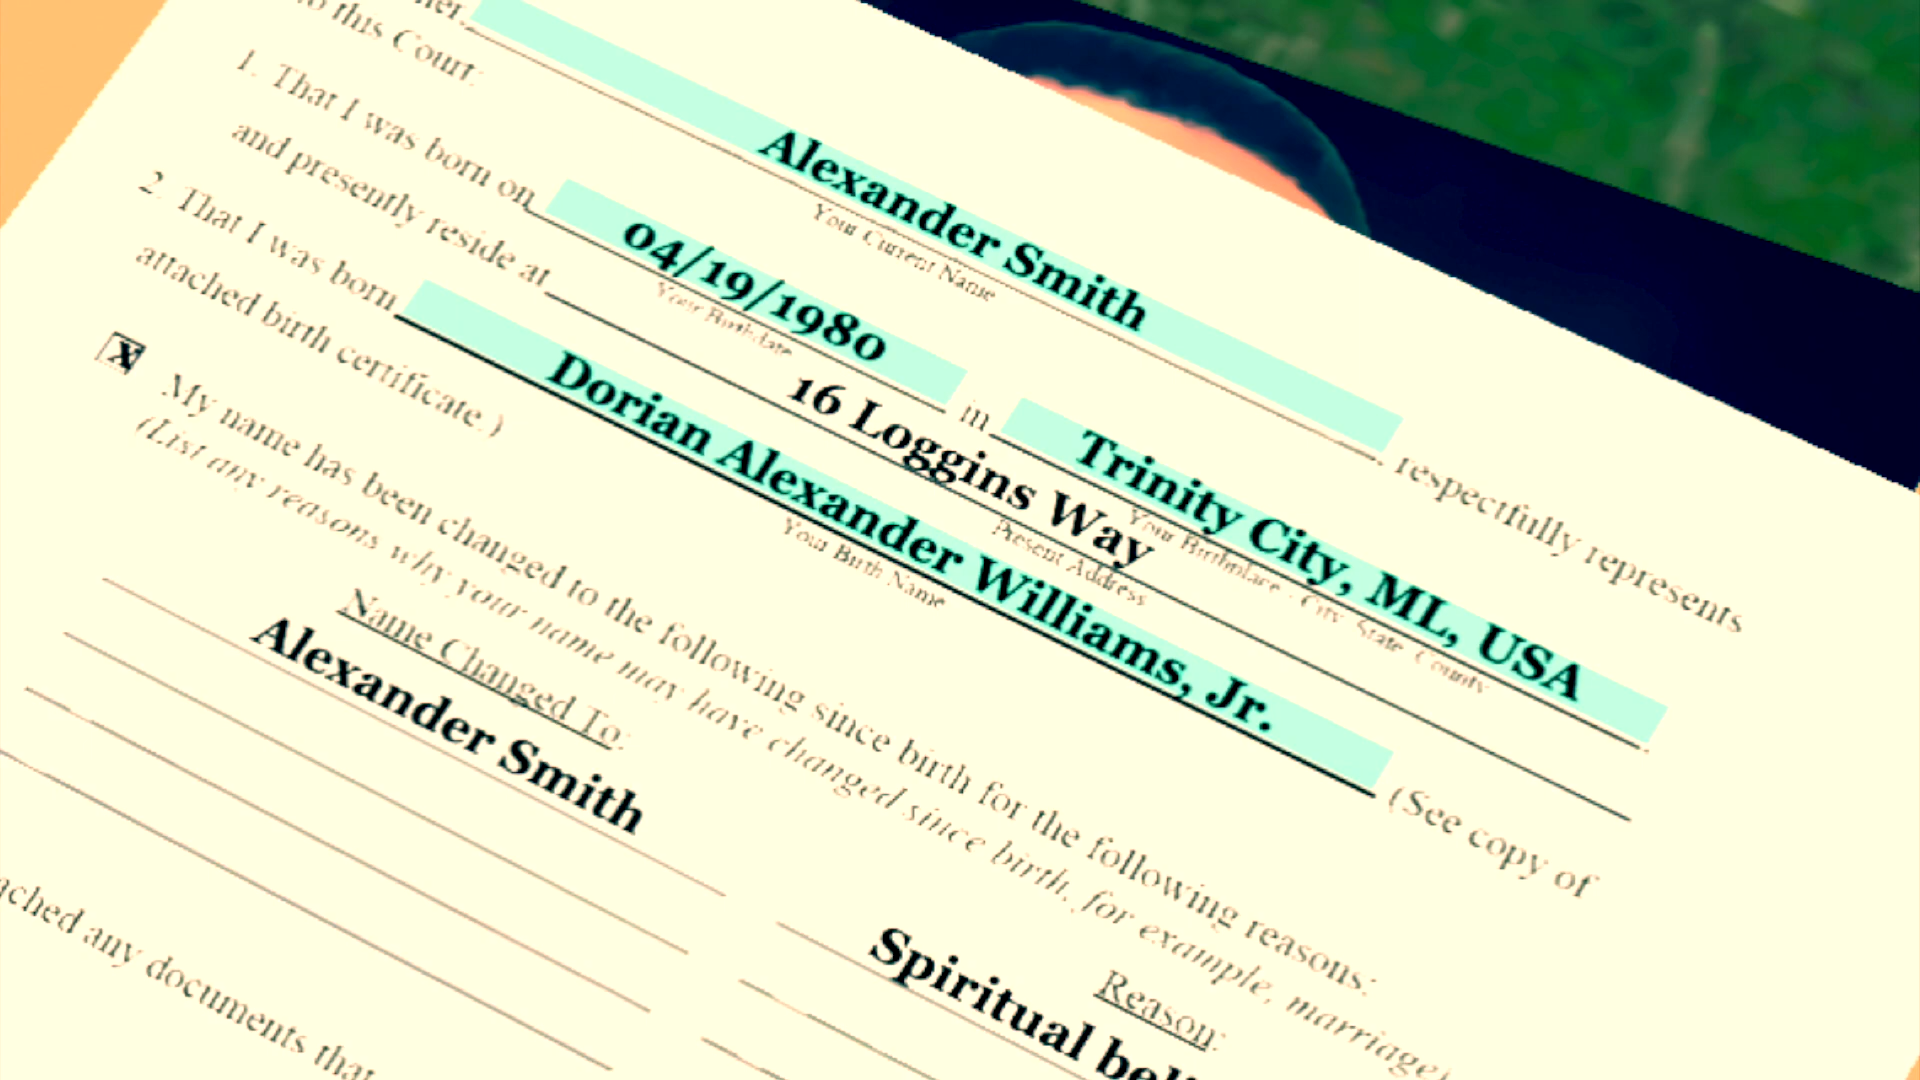 to this Court:
Alexander Smith
Your Current Name
respectfully represents
1. That I was born on 04/19/1980 in Trinity City, ML, USA.
Your Birthdate
Your Birthplace - City, State, County
and presently reside at 16 Loggins Way
Present Address
2. That I was born Dorian Alexander Williams, Jr. (See copy of
Your Birth Name
attached birth certificate.)
x My name has been changed to the following since birth for the following reasons:
(List any reasons why your name may have changed since birth, for example, marriage)
Name Changed To: Reason:
Alexander Smith Spiritual
any documents that